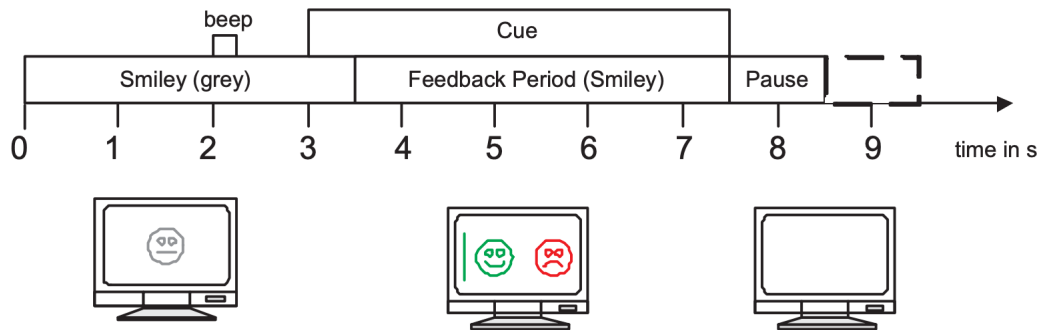 beep
Cue
Smiley (grey)
Feedback Period (Smiley)
Pause
0 1 2 3 4 5 6 7 8 9
time in s